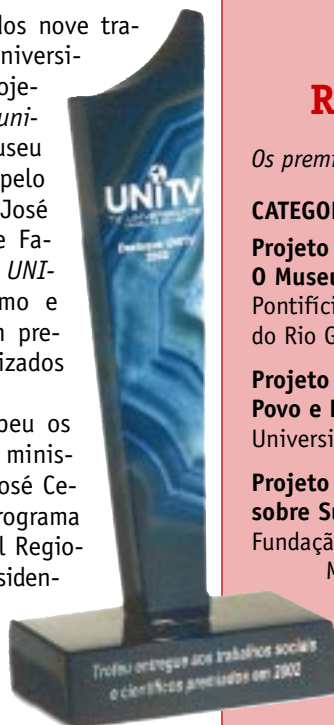 dos nove tra-
niversi-
oje-
uni-
useu
pelo
José
e Fa-
UNI-
mo e
pre-
izados
beu os
minis-
osé Ce-
rograma
l Regio-
siden-
UNITV
Destaque UNITV
2002
Troféu entregue aos trabalhos sociais
e científicos premiados em 2002
R
Os premi
CATEGOR
Projeto
O Museu
Pontifíci
do Rio G
Projeto
Povo e
Universi
Projeto
sobre Su
Fundação
M